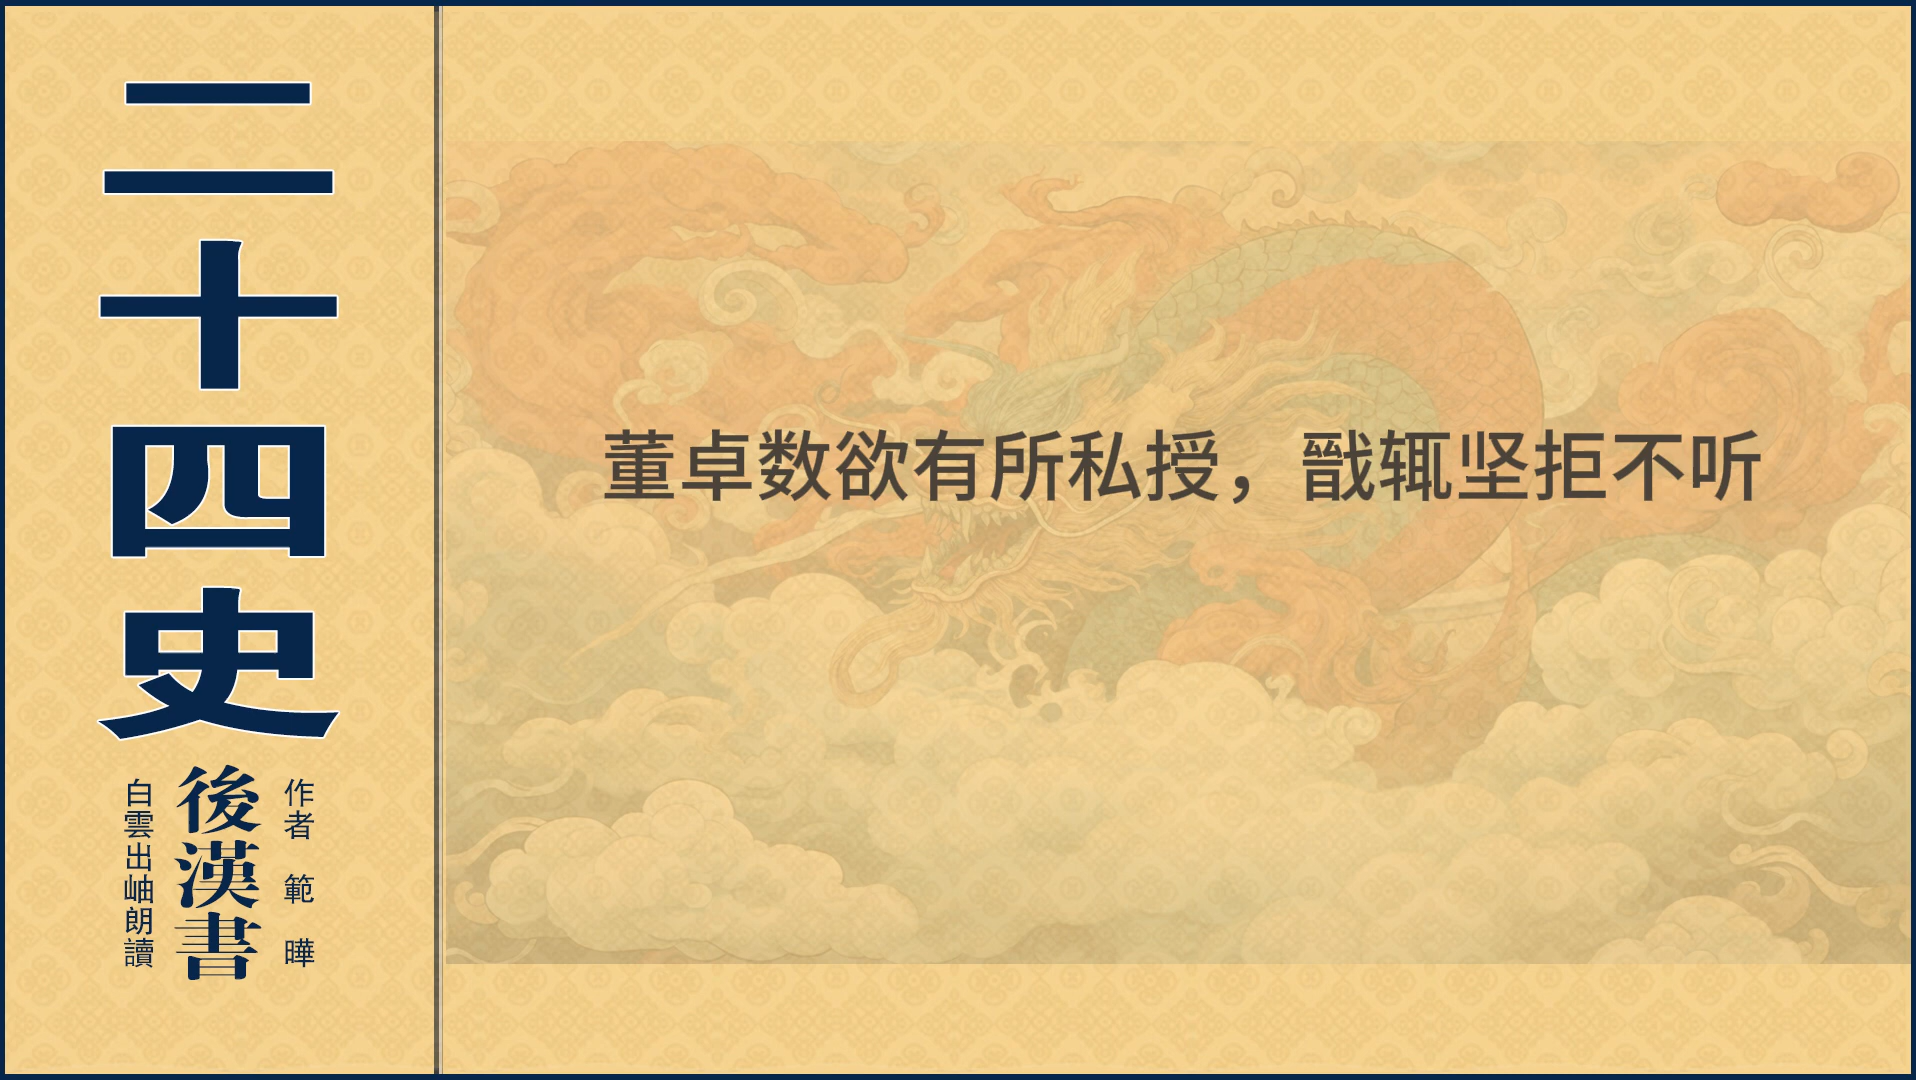 二十四史
作者 範 曄
後漢書
白雲出岫朗讀
董卓数欲有所私授，戬辄坚拒不听